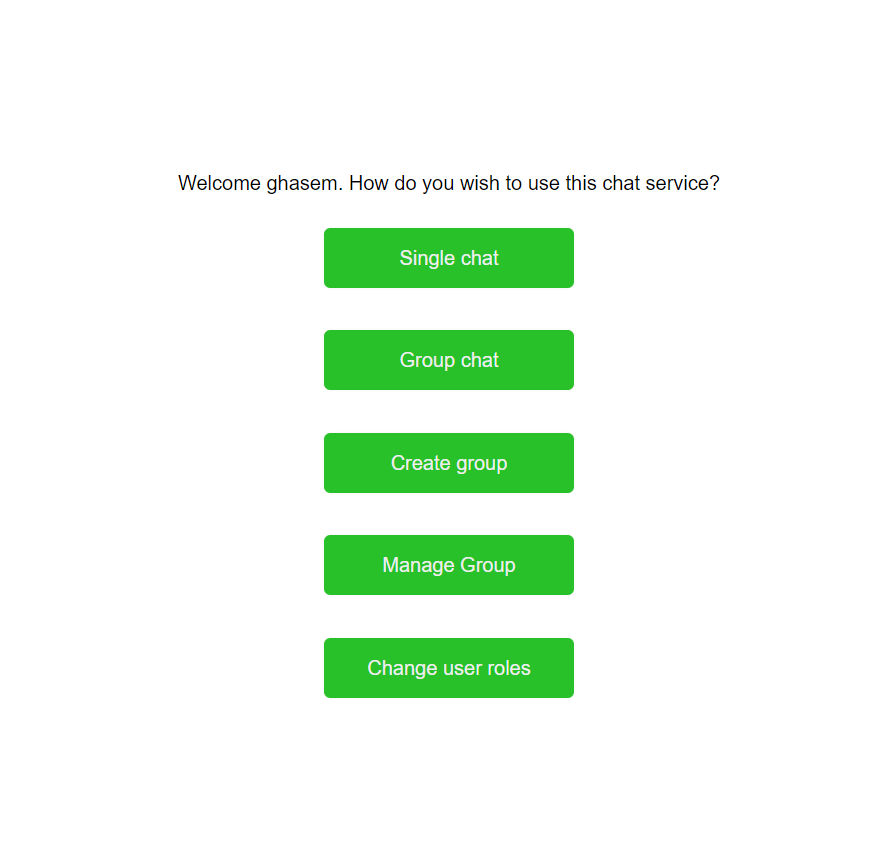 Welcome ghasem. How do you wish to use this chat service?
Single chat
Group chat
Create group
Manage Group
Change user roles